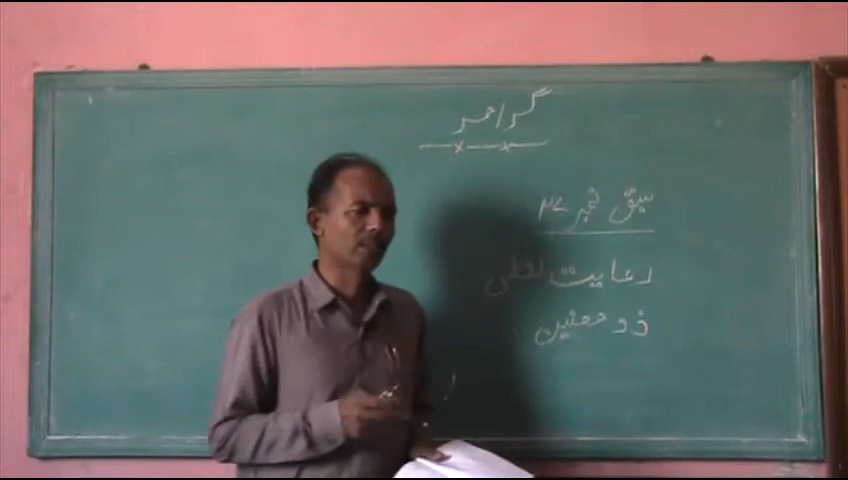 گرامر
سبق نمبر ۲۷
رعایت لفظی
ذو معنین